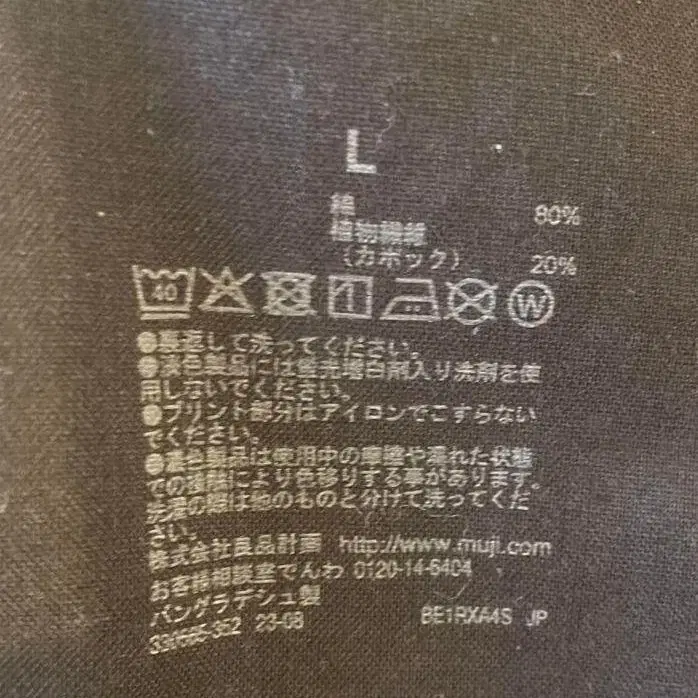 L
綿 80%
植物繊維
（カポック） 20%
40
W
●裏返して洗ってください。
●淡色製品には蛍光増白剤入り洗剤を使
用しないでください。
●プリント部分はアイロンでこすらない
でください。
●濃色製品は使用中の摩擦や濡れた状態
での接触により色移りする事があります。
洗濯の際は他のものと分けて洗ってくだ
さい。
株式会社良品計画 http://www.muji.com
お客様相談室でんわ 0120-14-6404
バングラデシュ製
23-08 BE1RXA4S JP